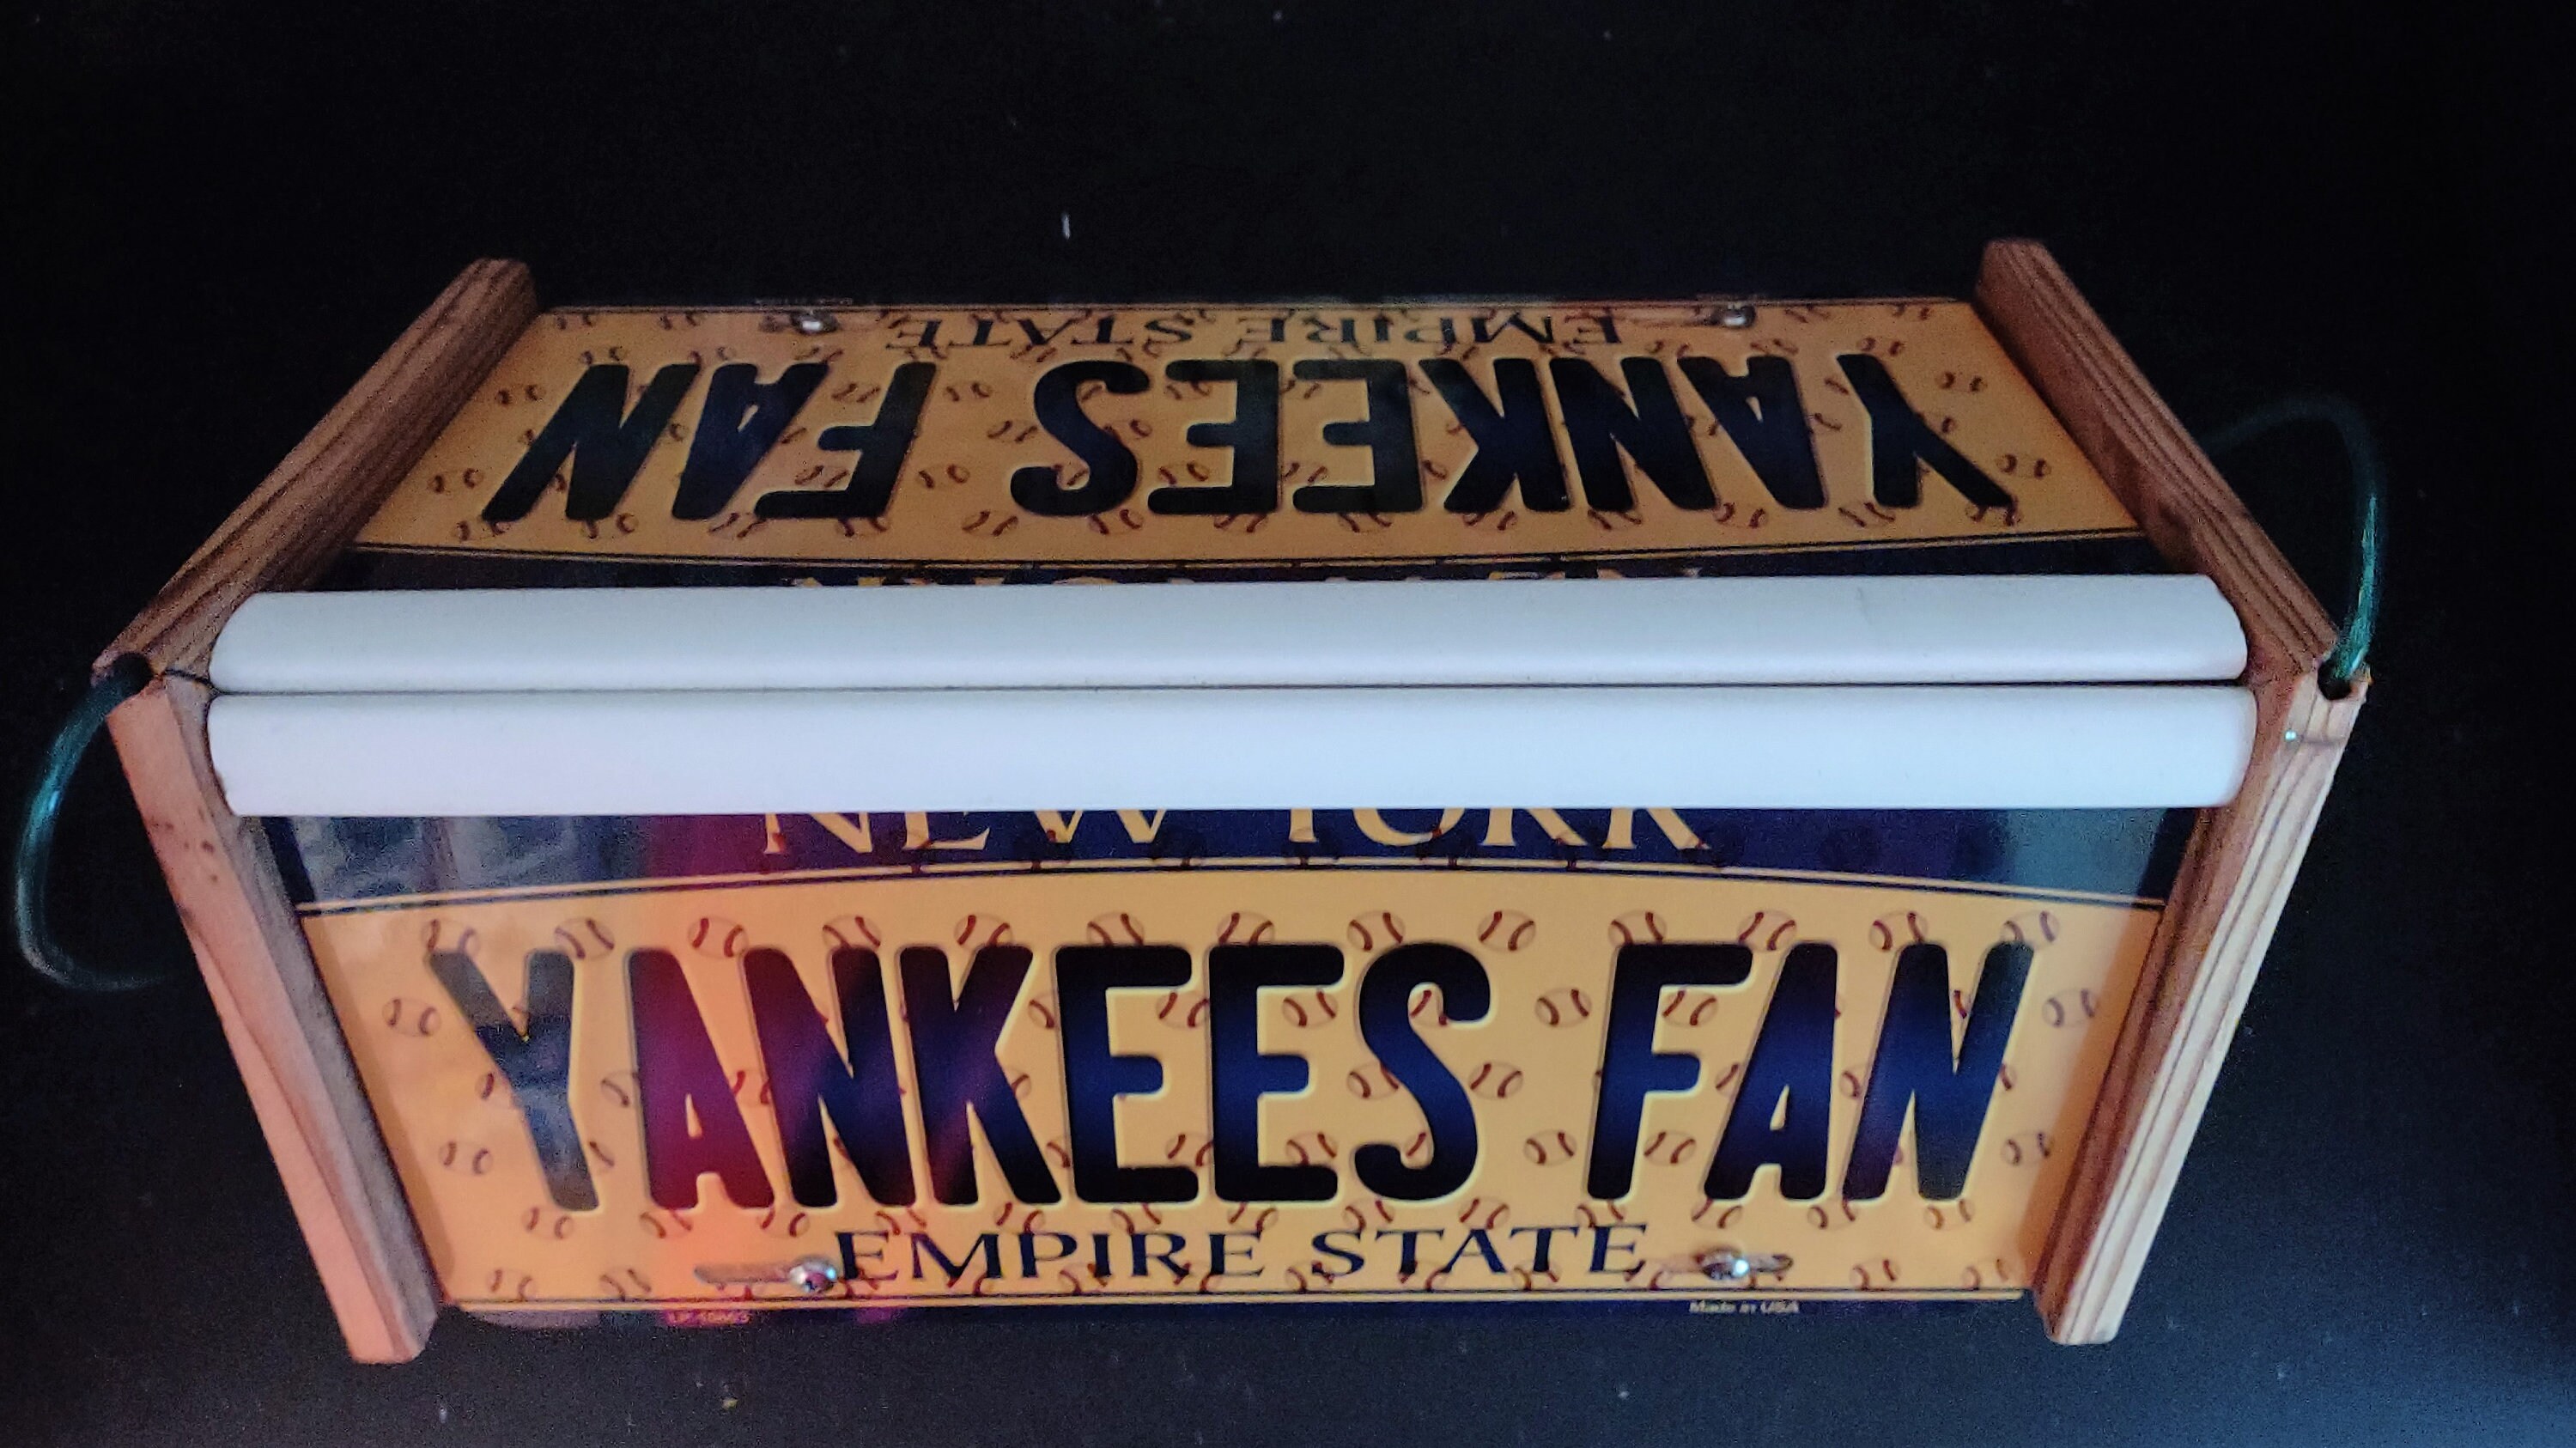 EMPIRE STATE
YANKEES FAN
NEW YORK
YANKEES FAN
EMPIRE STATE
Made in USA